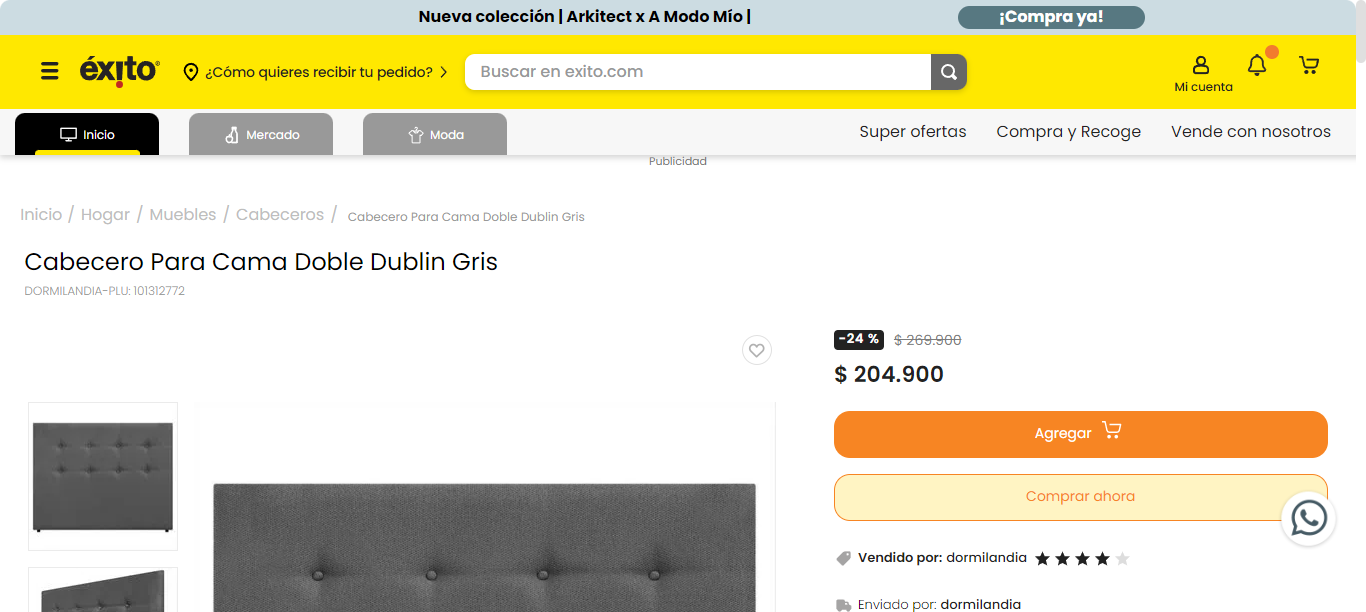 Nueva colección | Arkitect x A Modo Mío |
¡Compra ya!
éxito
¿Cómo quieres recibir tu pedido?
Buscar en exito.com
Mi cuenta
Inicio
Mercado
Moda
Super ofertas
Compra y Recoge
Vende con nosotros
Publicidad
Inicio / Hogar / Muebles / Cabeceros / Cabecero Para Cama Doble Dublin Gris
Cabecero Para Cama Doble Dublin Gris
DORMILANDIA-PLU: 101312772
-24 % $ 269.900
$ 204.900
Agregar
Comprar ahora
Vendido por: dormilandia
Enviado por: dormilandia